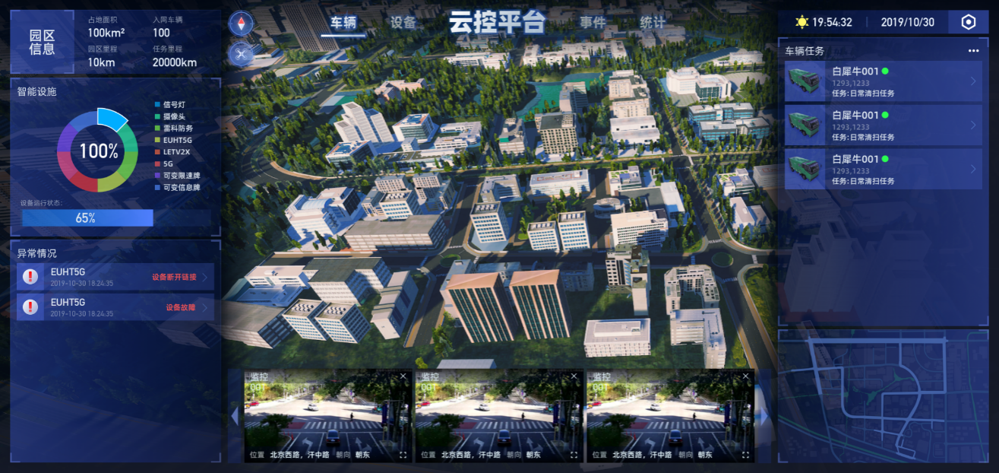 园区
信息
占地面积
100km²
入网车辆
100
园区里程
10km
任务里程
20000km
车辆
设备
云控平台
事件
统计
19:54:32
2019/10/30
智能设施
100%
信号灯
摄像头
雷科防务
EUHT5G
LETV2X
5G
可变限速牌
可变信息牌
设备运行状态:
65%
异常情况
EUHT5G
2019-10-30 18:24:35
设备断开链接
EUHT5G
2019-10-30 18:24:35
设备故障
车辆任务
白犀牛001
1293,1233
任务:日常清扫任务
白犀牛001
1293,1233
任务:日常清扫任务
白犀牛001
1293,1233
任务:日常清扫任务
监控
001
位置 北京西路，汗中路 朝向 朝东
监控
001
位置 北京西路，汗中路 朝向 朝东
监控
001
位置 北京西路，汗中路 朝向 朝东